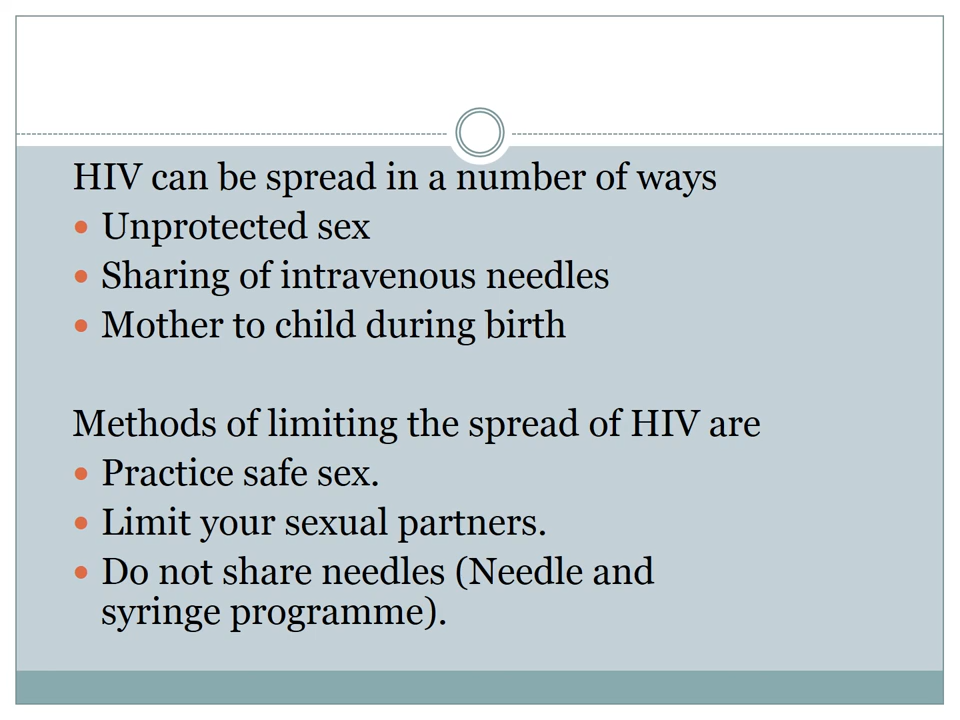 HIV can be spread in a number of ways
• Unprotected sex
• Sharing of intravenous needles
• Mother to child during birth
Methods of limiting the spread of HIV are
• Practice safe sex.
• Limit your sexual partners.
• Do not share needles (Needle and
syringe programme).